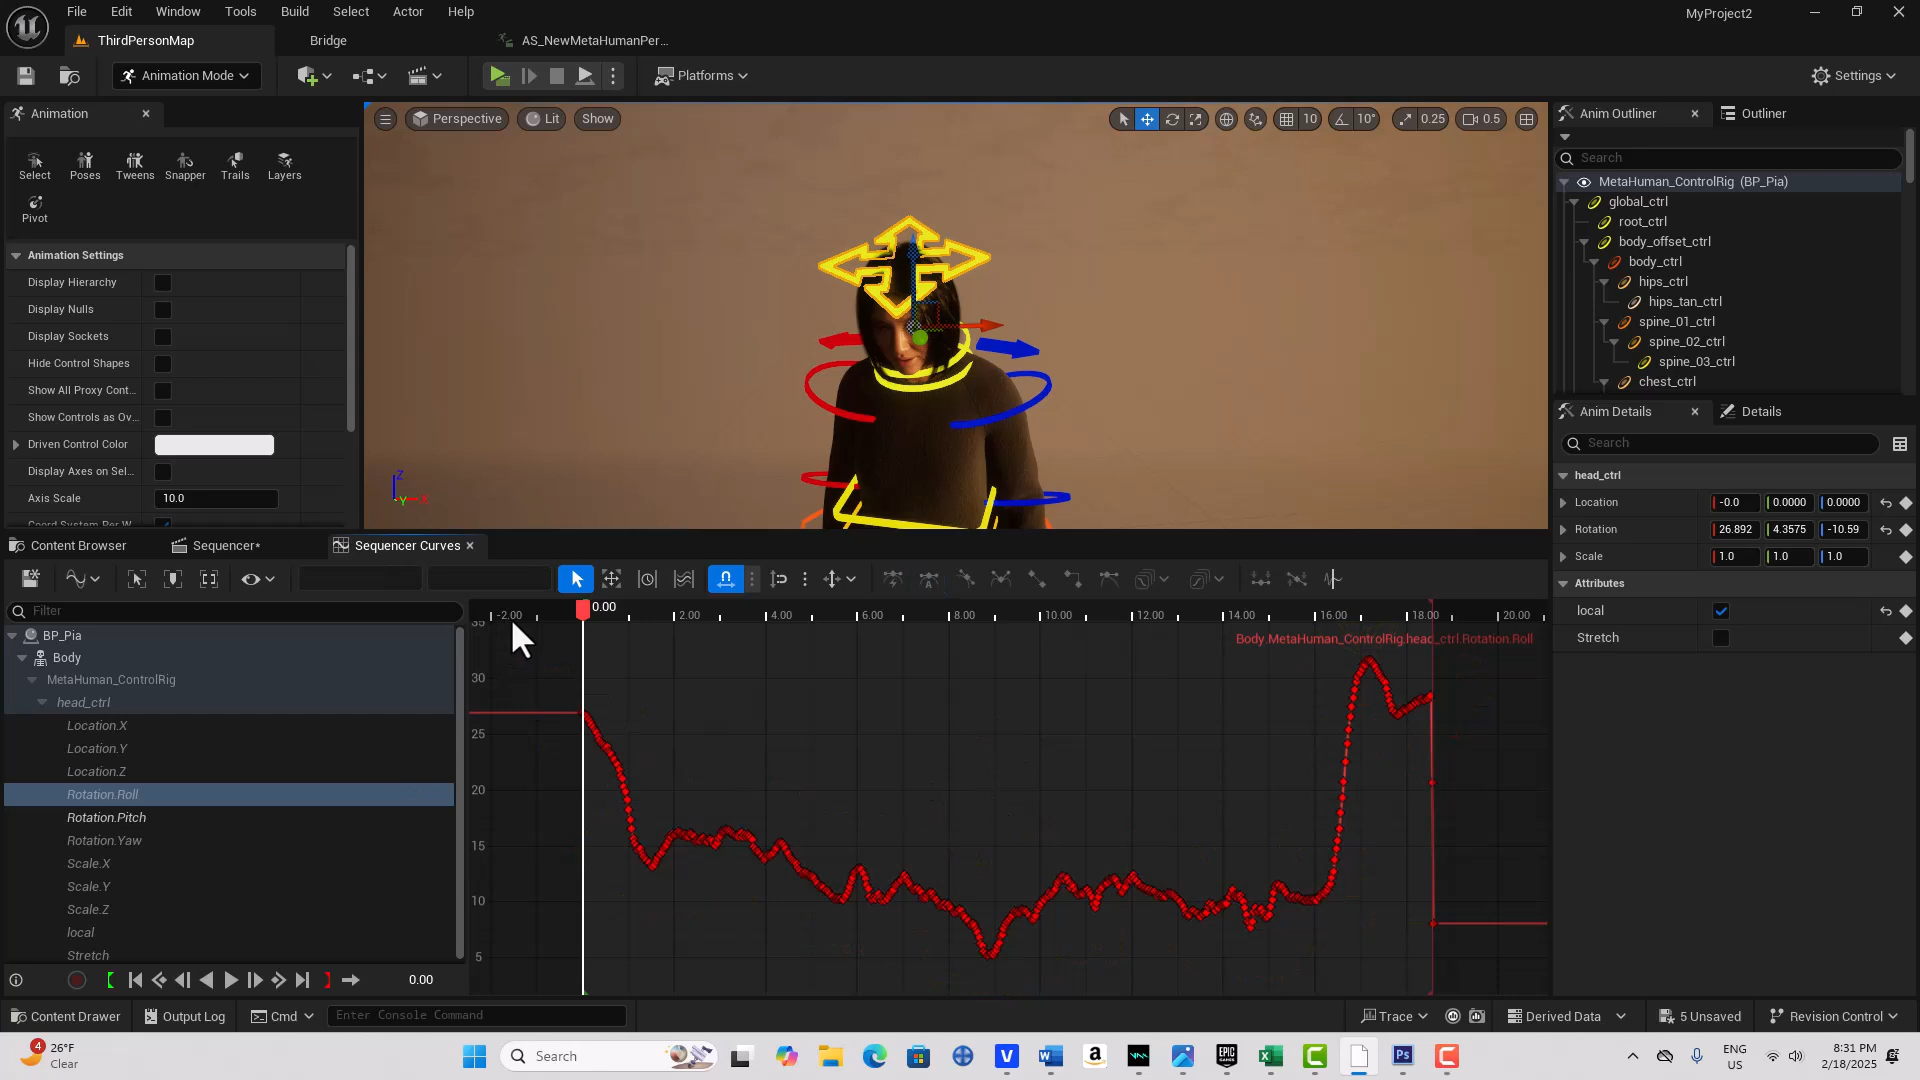 File Edit Window Tools Build Select Actor Help
MyProject2
ThirdPersonMap
Bridge
AS_NewMetaHumanPer...
Animation Mode
Platforms
Settings
Animation
Select Poses Tweens Snapper Trails Layers
Pivot
Animation Settings
Display Hierarchy
Display Nulls
Display Sockets
Hide Control Shapes
Show All Proxy Cont...
Show Controls as Ov...
Driven Control Color
Display Axes on Sel...
Axis Scale 10.0
Coord System Per W
Perspective Lit Show
10 10° 0.25 0.5
Z
Y
X
Anim Outliner Outliner
Search
MetaHuman_ControlRig (BP_Pia)
global_ctrl
root_ctrl
body_offset_ctrl
body_ctrl
hips_ctrl
hips_tan_ctrl
spine_01_ctrl
spine_02_ctrl
spine_03_ctrl
chest_ctrl
Anim Details Details
Search
head_ctrl
Location -0.0 0.0000 0.0000
Rotation 26.892 4.3575 -10.59
Scale 1.0 1.0 1.0
Attributes
local
Stretch
Content Browser Sequencer* Sequencer Curves
Filter
BP_Pia
Body
MetaHuman_ControlRig
head_ctrl
Location.X
Location.Y
Location.Z
Rotation.Roll
Rotation.Pitch
Rotation.Yaw
Scale.X
Scale.Y
Scale.Z
local
Stretch
0.00
0.00
-2.00 2.00 4.00 6.00 8.00 10.00 12.00 14.00 16.00 18.00 20.00
Body.MetaHuman_ControlRig.head_ctrl.Rotation.Roll
35
30
25
20
15
10
5
Content Drawer Output Log Cmd Enter Console Command
Trace Derived Data 5 Unsaved Revision Control
4 26°F
Clear
Search
ENG
US
8:31 PM
2/18/2025